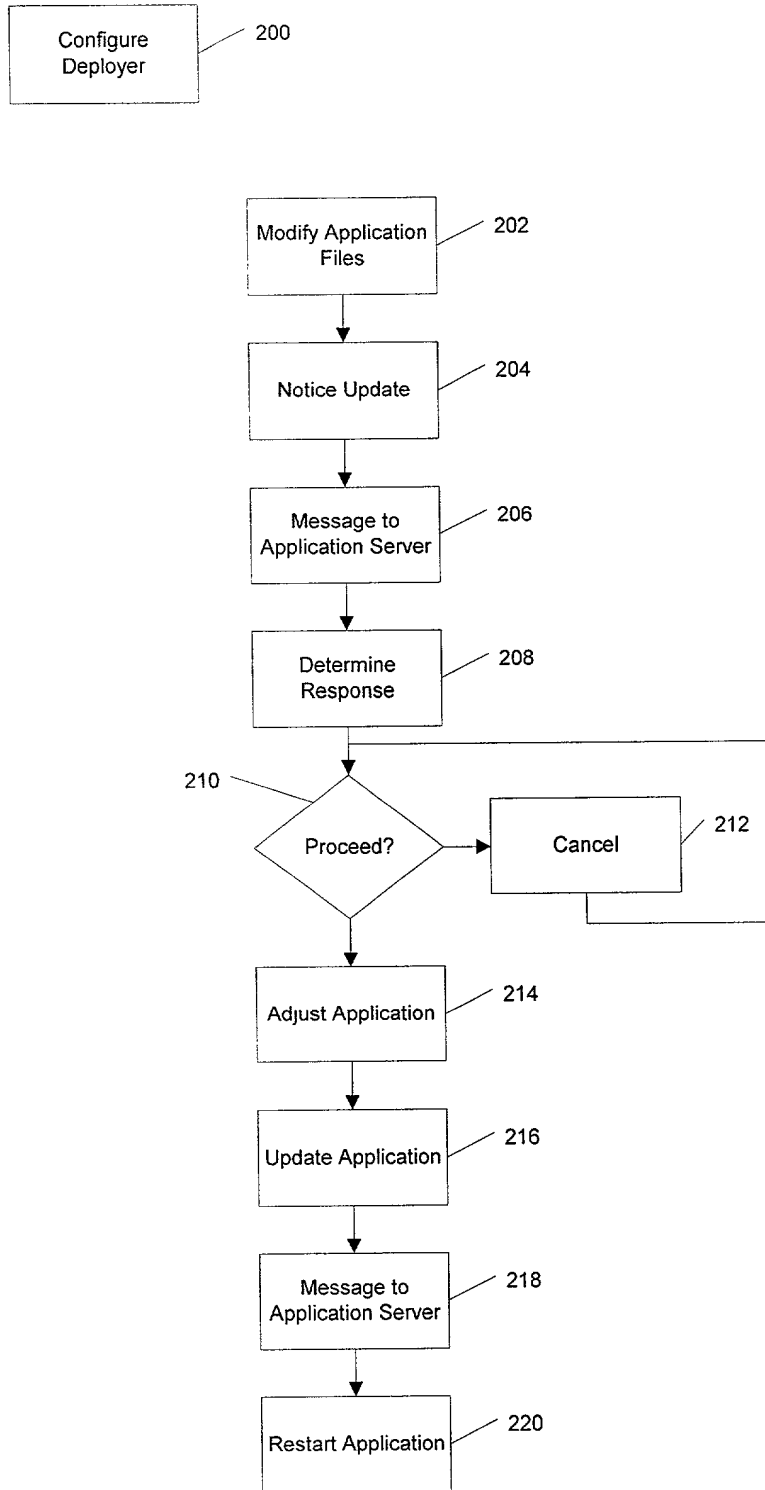 Configure
Deployer
200
Modify Application
Files
202
Notice Update
204
Message to
Application Server
206
Determine
Response
208
210
Proceed?
Cancel
212
Adjust Application
214
Update Application
216
Message to
Application Server
218
Restart Application
220